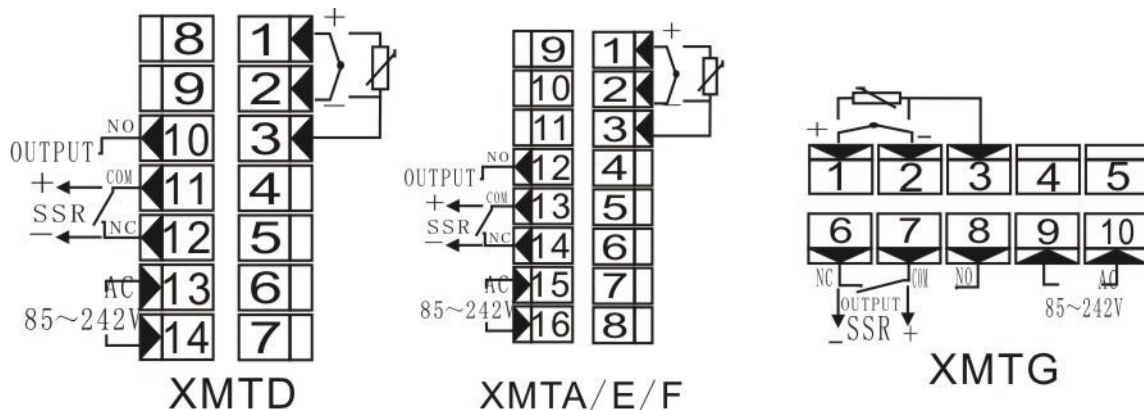 8 1 +
9 2 −
NO 10 3
OUTPUT
+ COM 11 4
SSR
− NC 12 5
AC 13 6
85~242V
14 7
XMTD
9 1 +
10 2 −
11 3
NO 12 4
OUTPUT
+ COM 13 5
SSR
− NC 14 6
AC 15 7
85~242V
16 8
XMTA/E/F
+ −
1 2 3 4 5
6 7 8 9 10
NC COM NO AC
OUTPUT 85~242V
− SSR +
XMTG